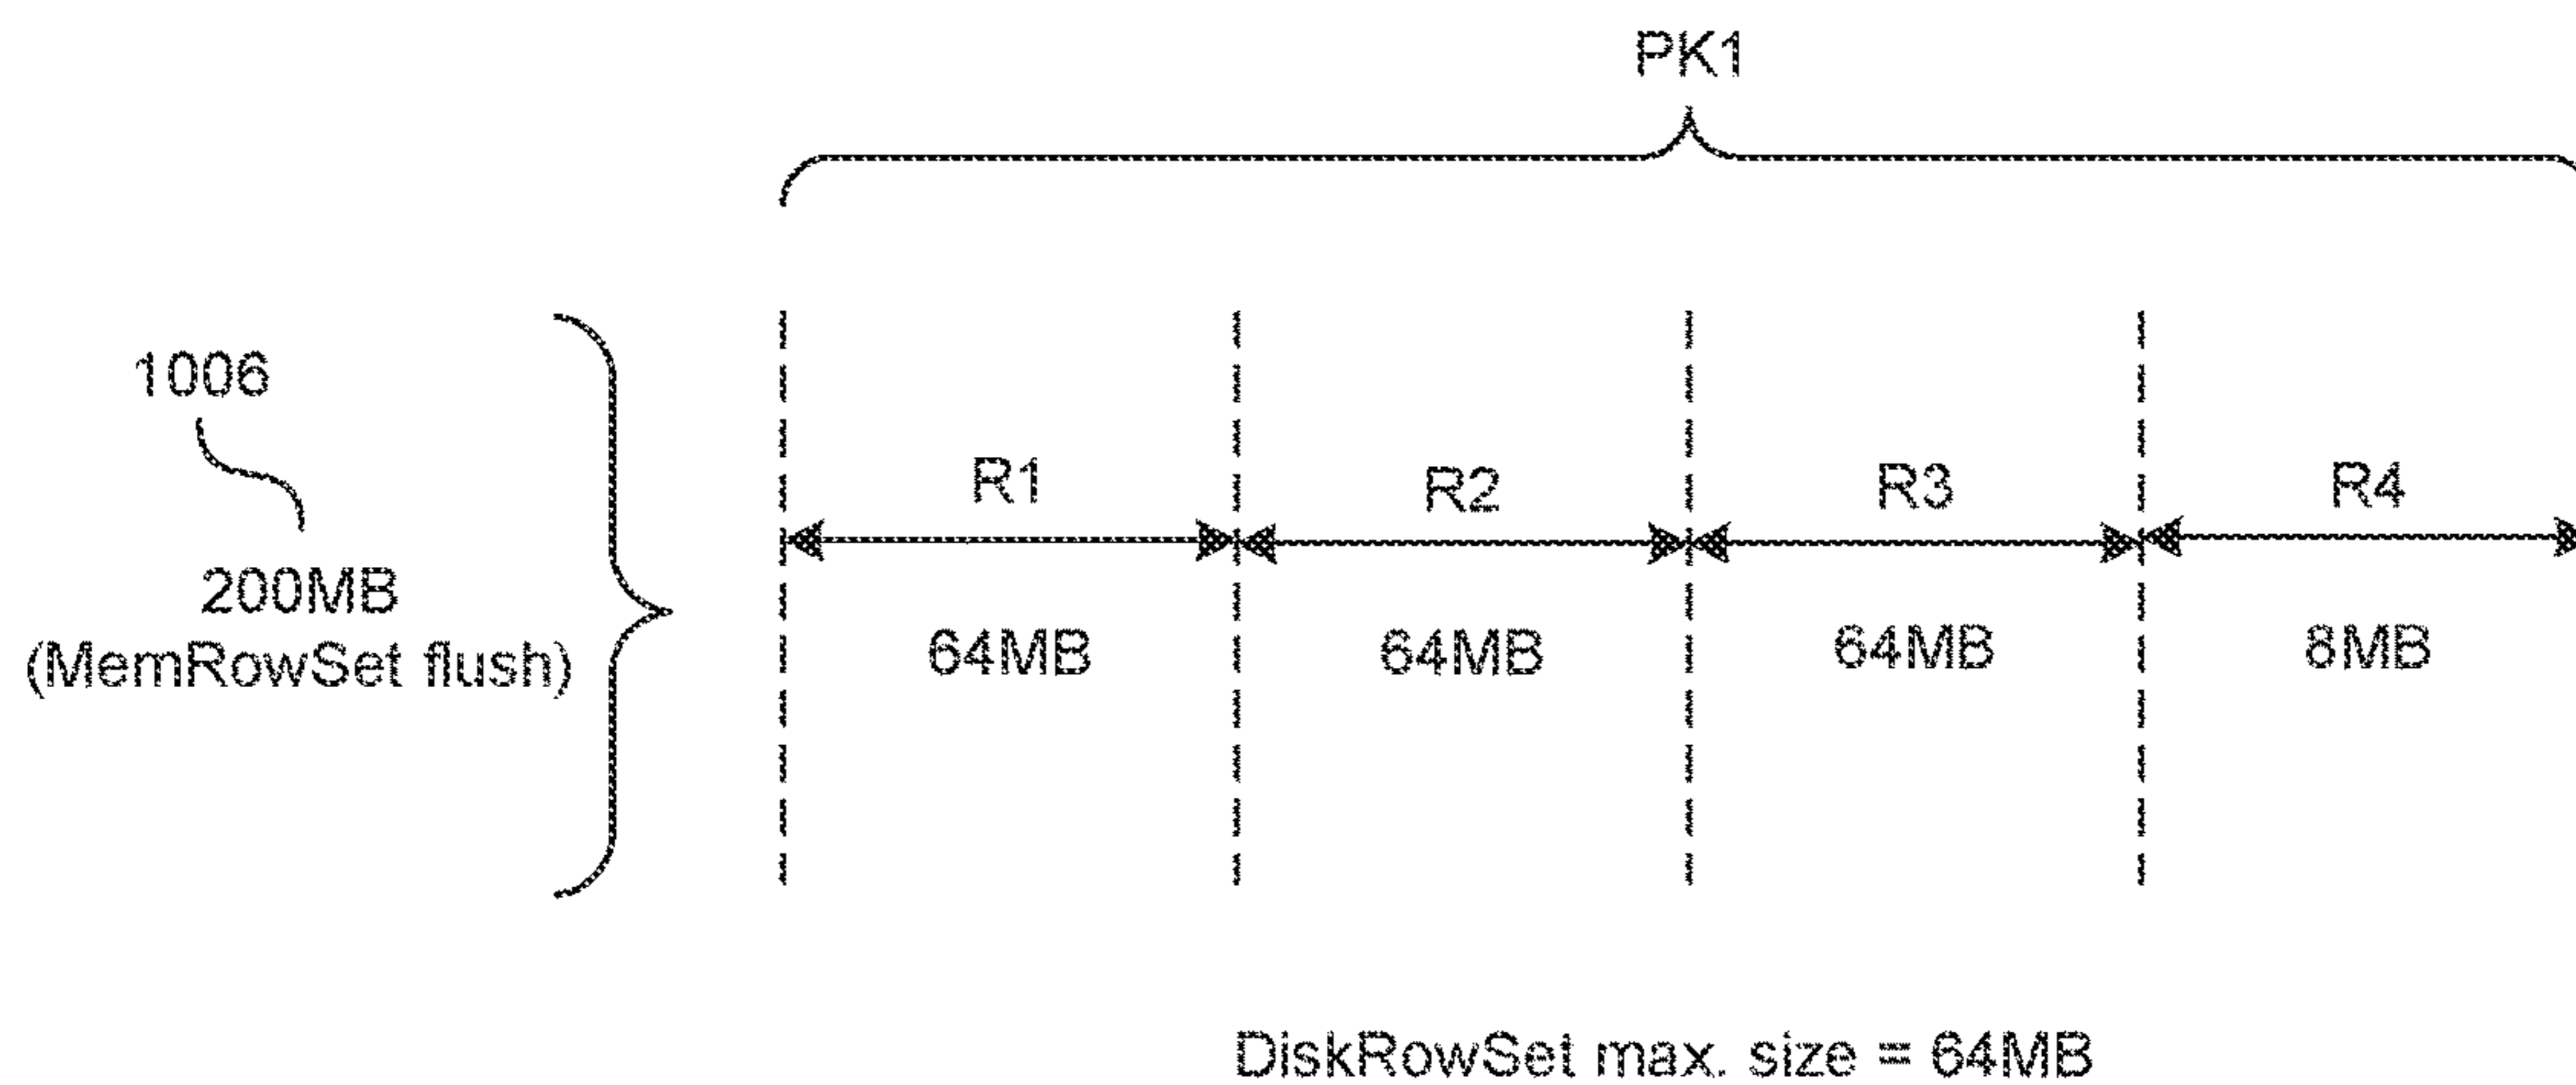 PK1
1006
200MB
(MemRowSet flush)
R1
R2
R3
R4
64MB
64MB
64MB
8MB
DiskRowSet max. size = 64MB